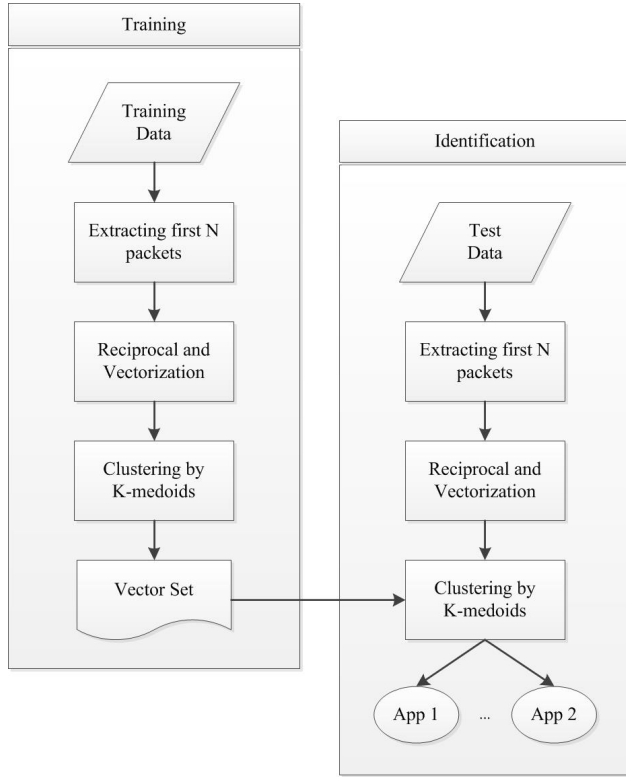 Training
Training
Data
Extracting first N
packets
Reciprocal and
Vectorization
Clustering by
K-medoids
Vector Set
Identification
Test
Data
Extracting first N
packets
Reciprocal and
Vectorization
Clustering by
K-medoids
App 1 ... App 2